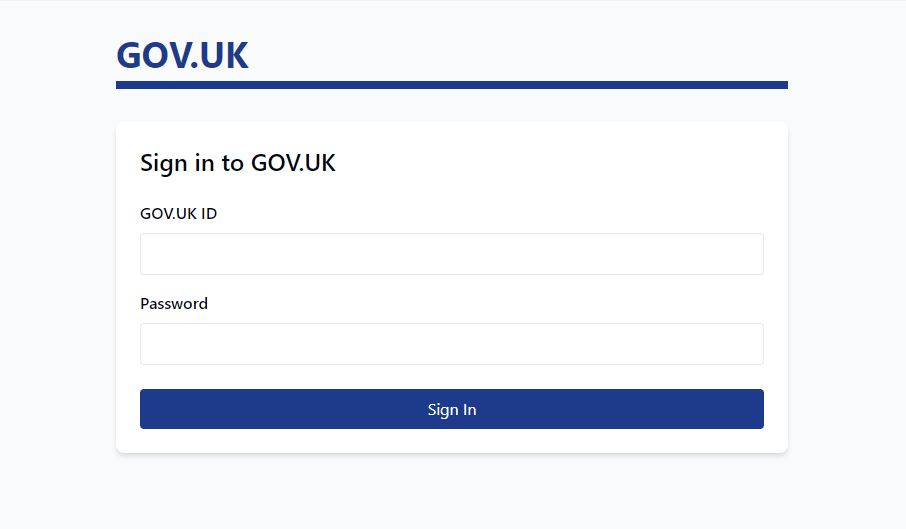 GOV.UK
Sign in to GOV.UK
GOV.UK ID
Password
Sign In